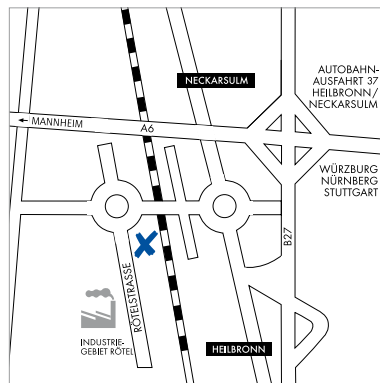 NECKARSULM
AUTOBAHN-
AUSFAHRT 37
HEILBRONN/
NECKARSULM
← MANNHEIM
A6
WÜRZBURG
NÜRNBERG
STUTTGART
B27
RÖTELSTRASSE
INDUSTRIE-
GEBIET RÖTEL
HEILBRONN